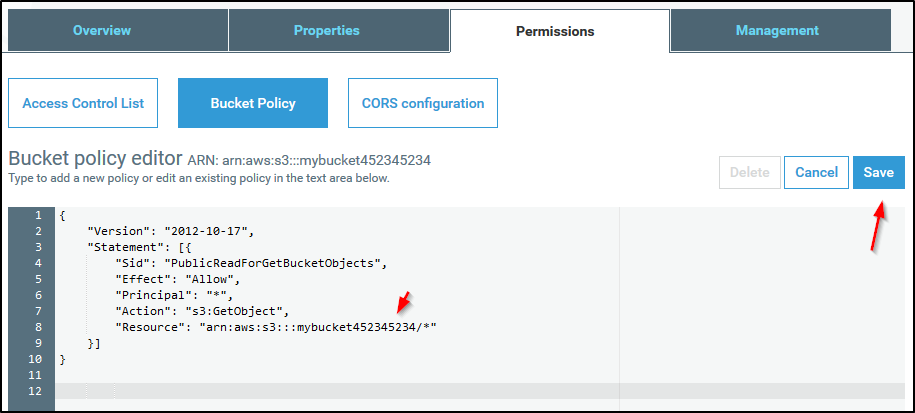 Overview
Properties
Permissions
Management
Access Control List
Bucket Policy
CORS configuration
Bucket policy editor ARN: arn:aws:s3:::mybucket452345234
Type to add a new policy or edit an existing policy in the text area below.
Delete
Cancel
Save
1 {
2     "Version": "2012-10-17",
3     "Statement": [{
4         "Sid": "PublicReadForGetBucketObjects",
5         "Effect": "Allow",
6         "Principal": "*",
7         "Action": "s3:GetObject",
8         "Resource": "arn:aws:s3:::mybucket452345234/*"
9     }]
10 }
11
12